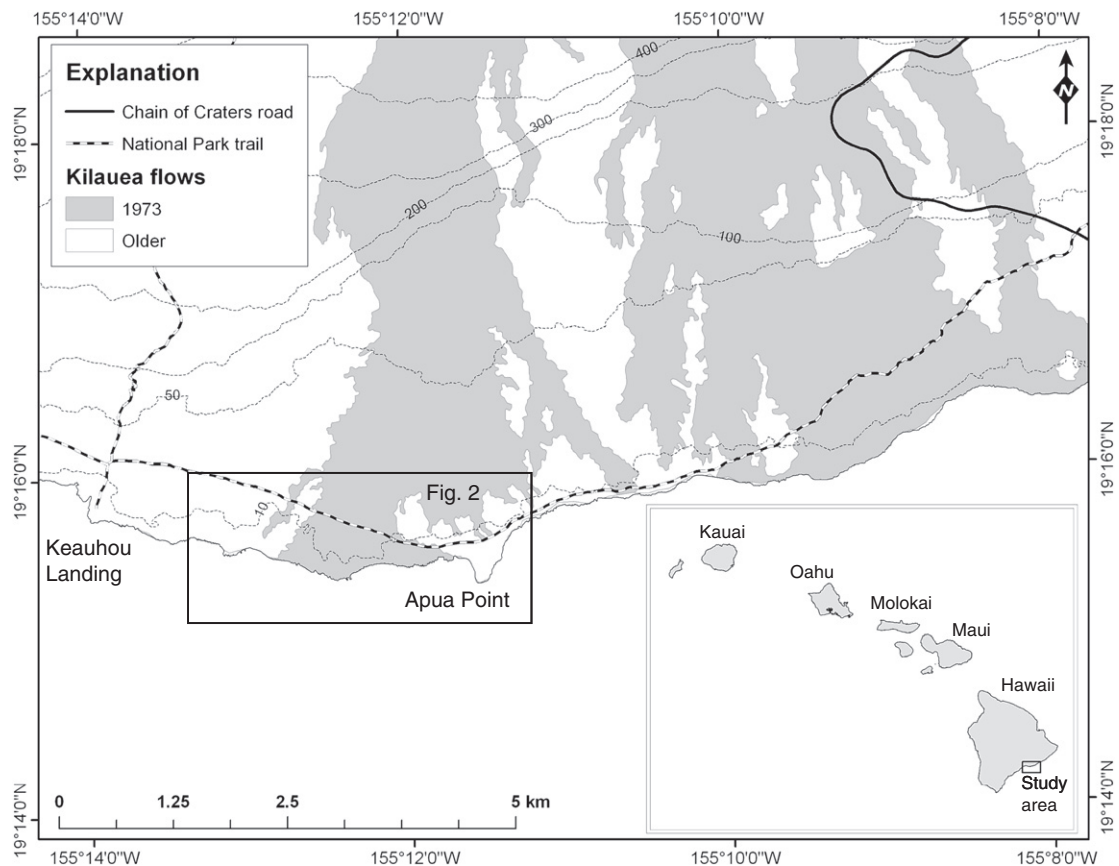 155°14'0"W
155°12'0"W
155°10'0"W
155°8'0"W
Explanation
Chain of Craters road
National Park trail
Kilauea flows
1973
Older
N
400
300
200
100
50
10
19°18'0"N
19°18'0"N
19°16'0"N
19°16'0"N
19°14'0"N
19°14'0"N
Fig. 2
Keauhou
Landing
Apua Point
Kauai
Oahu
Molokai
Maui
Hawaii
Study
area
0
1.25
2.5
5 km
155°14'0"W
155°12'0"W
155°10'0"W
155°8'0"W